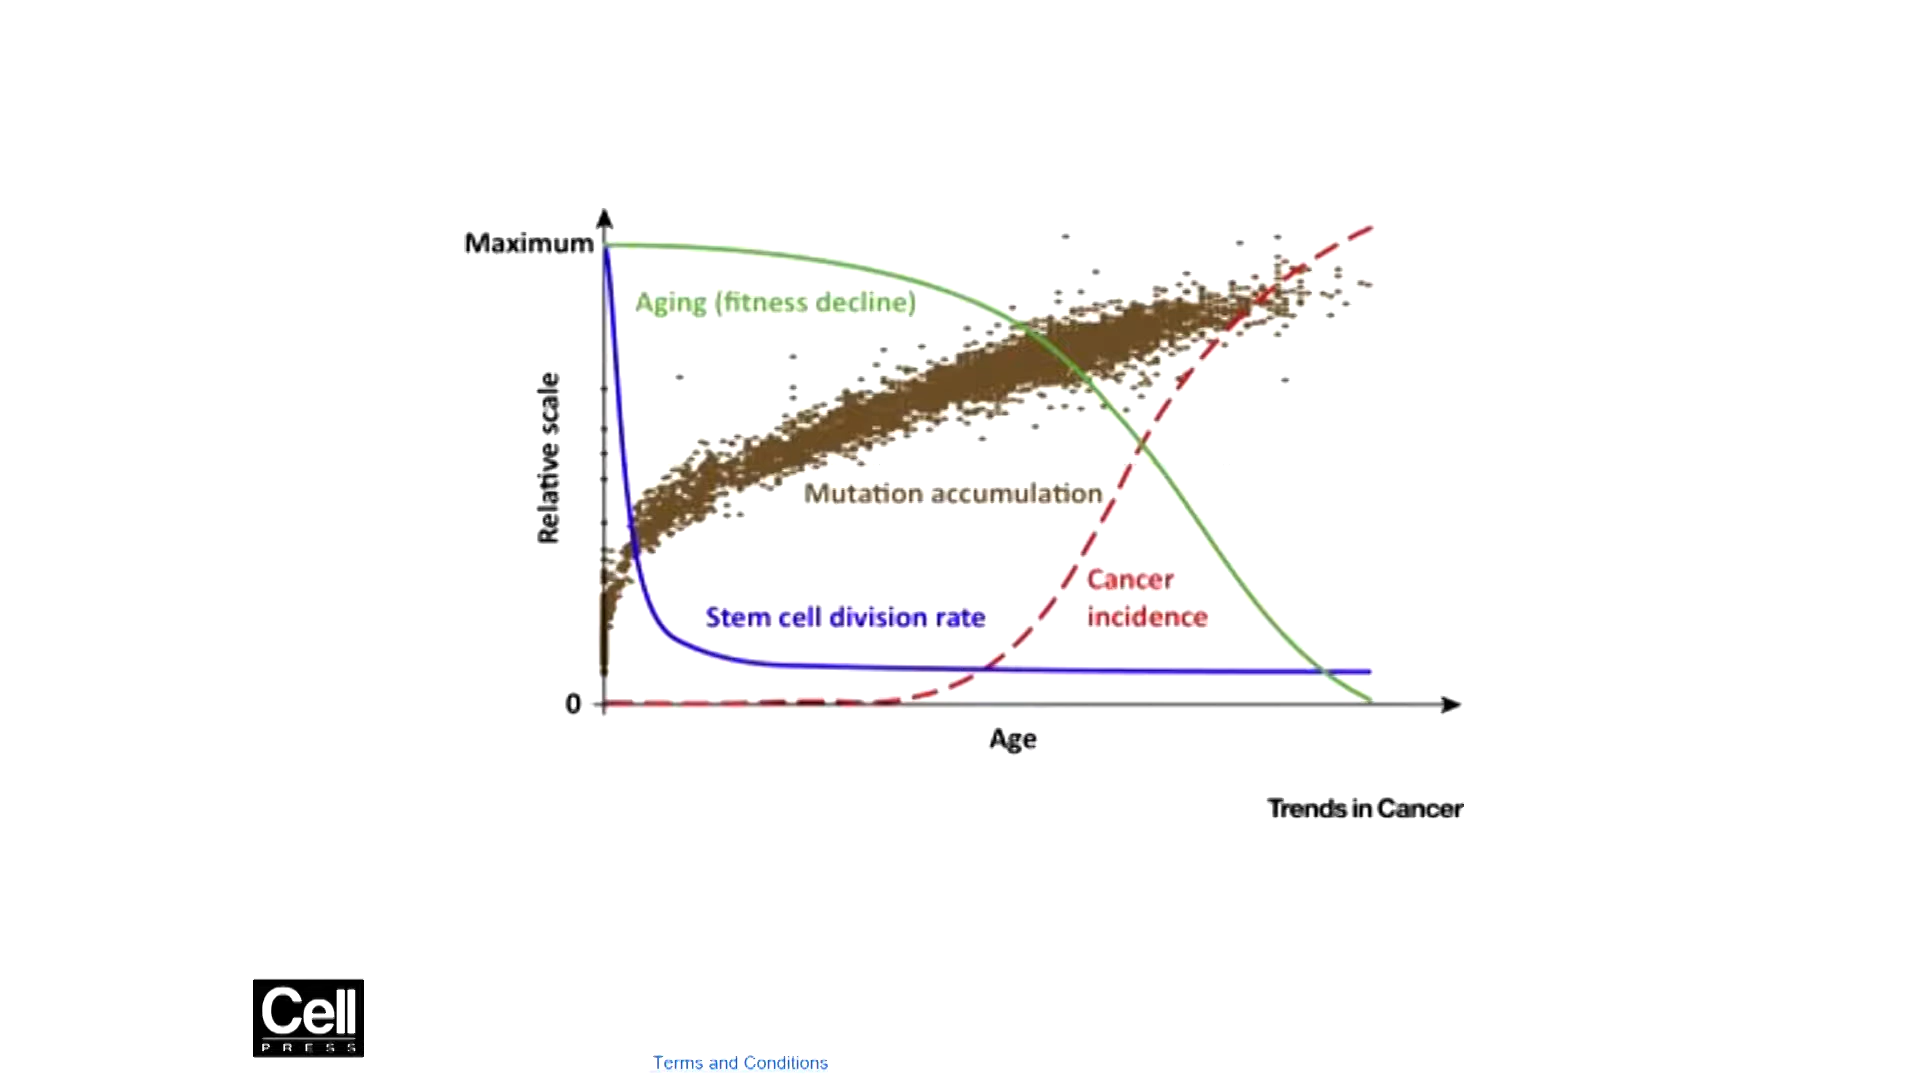 Maximum
Aging (fitness decline)
Relative scale
Mutation accumulation
Cancer
incidence
Stem cell division rate
0
Age
Trends in Cancer
Cell
PRESS
Terms and Conditions